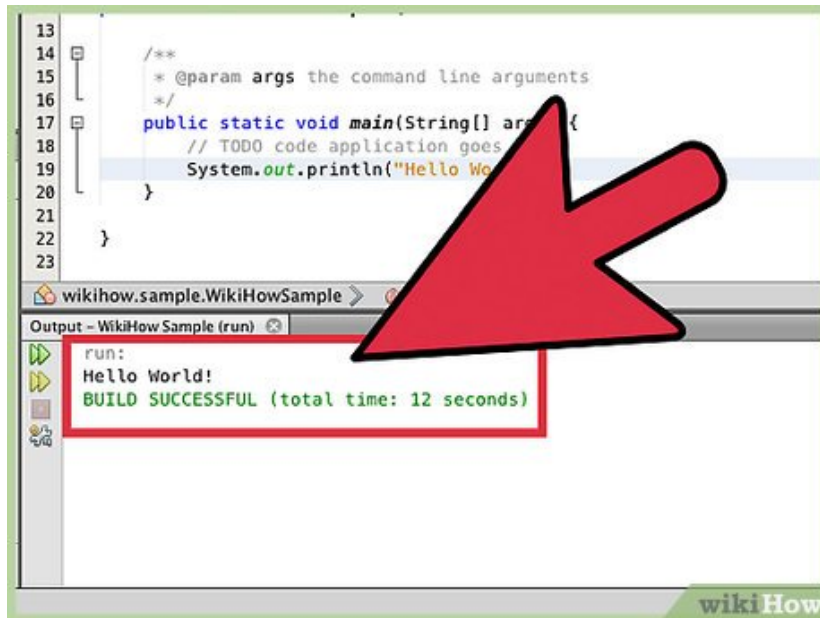 13
14 /**
15 * @param args the command line arguments
16 */
17 public static void main(String[] {
18 // TODO code application goes
19 System.out.println("Hello
20 }
21
22 }
23
wikihow.sample.WikiHowSample
Output - WikiHow Sample (run)
run:
Hello World!
BUILD SUCCESSFUL (total time: 12 seconds)
wikiHow